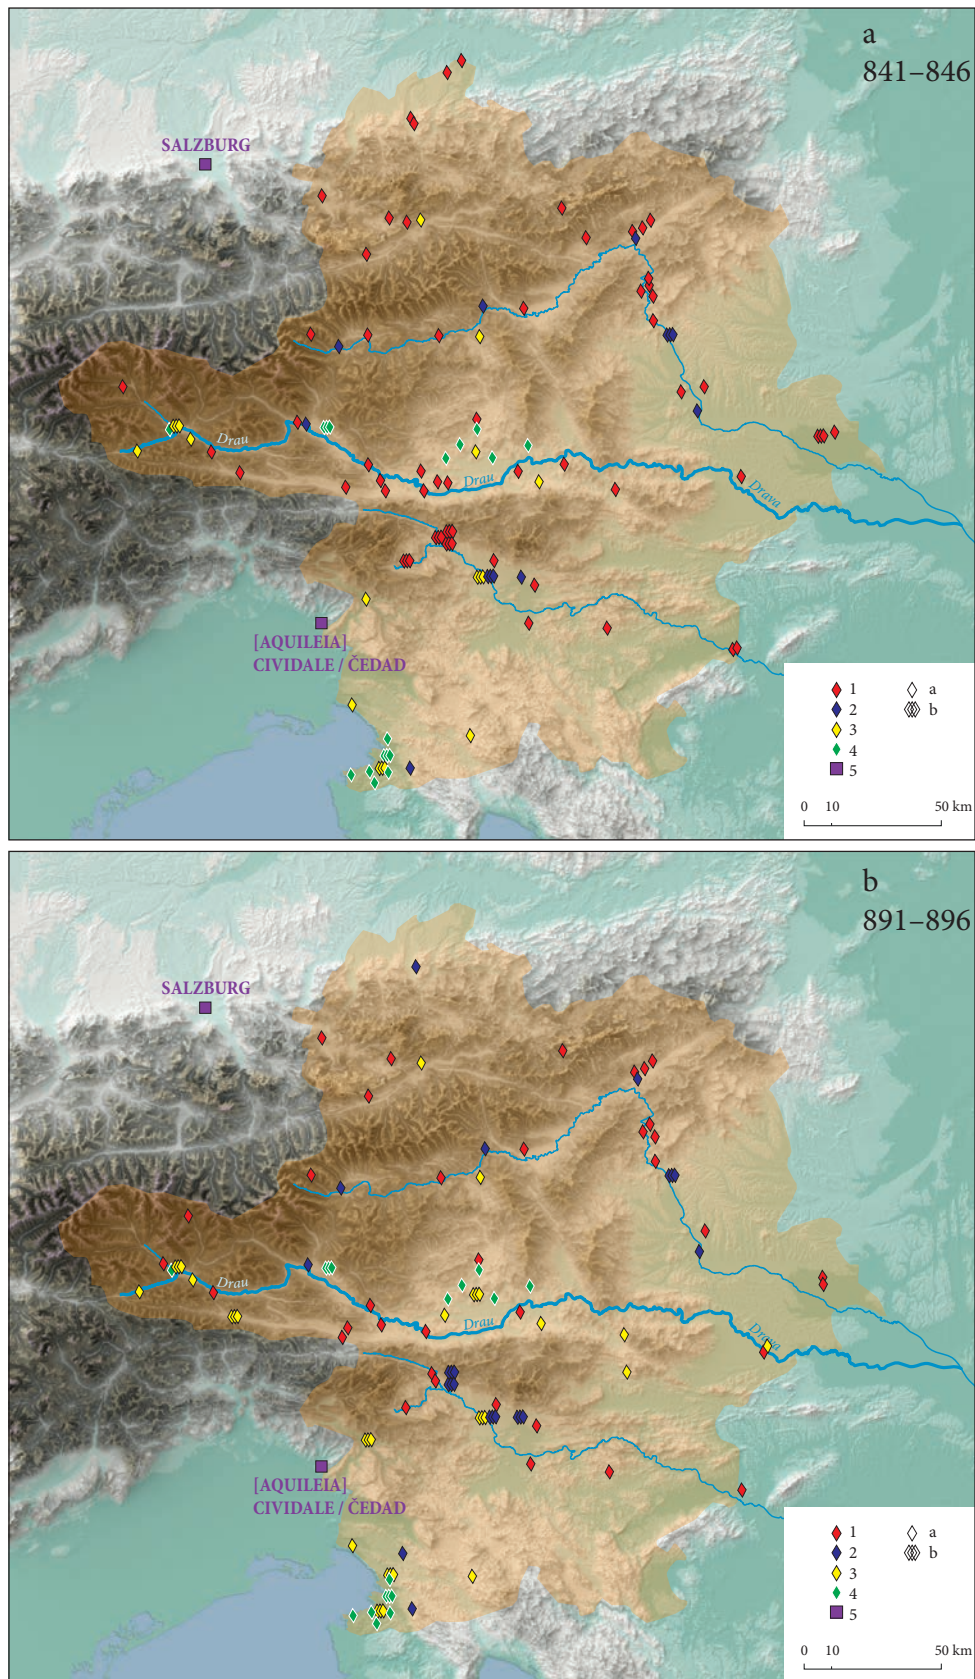 a
841–846
SALZBURG
Drau
Drau
Drava
[AQUILEIA]
CIVIDALE / ČEDAD
1 a
2 b
3
4
5
0 10 50 km
b
891–896
SALZBURG
Drau
Drau
Drava
[AQUILEIA]
CIVIDALE / ČEDAD
1 a
2 b
3
4
5
0 10 50 km